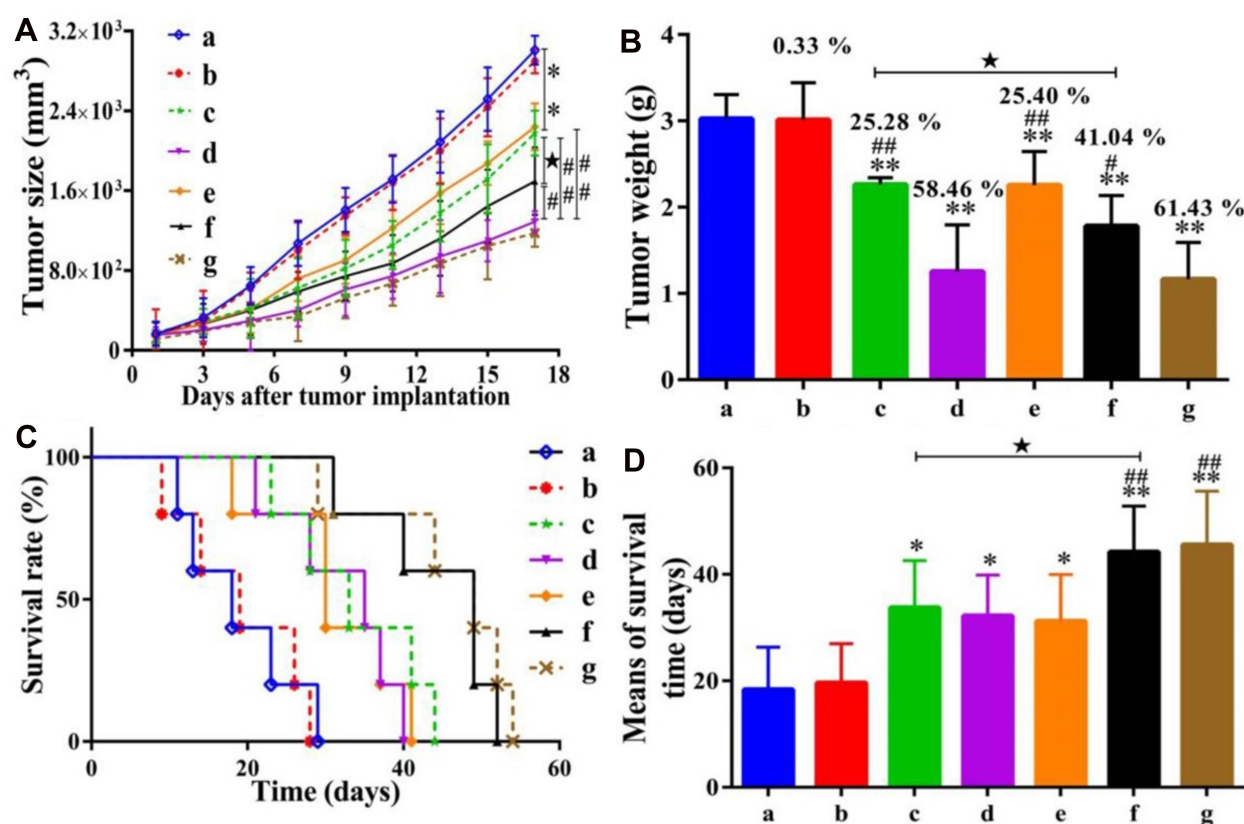 A
Tumor size (mm³)
3.2×10³
2.4×10³
1.6×10³
8.0×10²
0
a
b
c
d
e
f
g
*
*
★
#
##
##
0 3 6 9 12 15 18
Days after tumor implantation
B
Tumor weight (g)
4
3
2
1
0
0.33 %
★
25.28 %
##
**
58.46 %
**
25.40 %
##
**
41.04 %
#
**
61.43 %
**
a b c d e f g
C
Survival rate (%)
100
50
0
a
b
c
d
e
f
g
0 20 40 60
Time (days)
D
Means of survival
time (days)
60
40
20
0
★
*
*
*
##
**
##
**
a b c d e f g